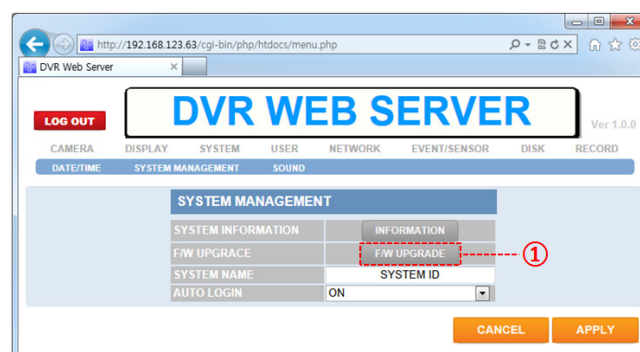 http://192.168.123.63/cgi-bin/php/htdocs/menu.php
DVR Web Server
LOG OUT
DVR WEB SERVER
Ver 1.0.0
CAMERA DISPLAY SYSTEM USER NETWORK EVENT/SENSOR DISK RECORD
DATE/TIME SYSTEM MANAGEMENT SOUND
SYSTEM MANAGEMENT
SYSTEM INFORMATION INFORMATION
F/W UPGRACE F/W UPGRADE ①
SYSTEM NAME SYSTEM ID
AUTO LOGIN ON
CANCEL APPLY